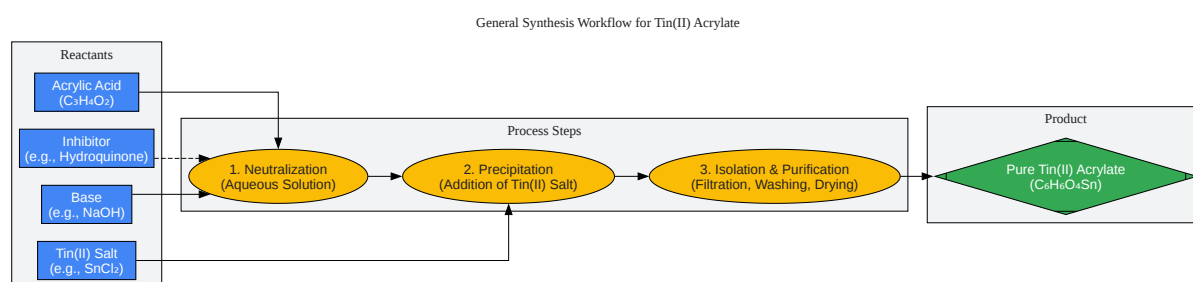 General Synthesis Workflow for Tin(II) Acrylate
Reactants
Acrylic Acid
(C₃H₄O₂)
Inhibitor
(e.g., Hydroquinone)
Base
(e.g., NaOH)
Tin(II) Salt
(e.g., SnCl₂)
Process Steps
1. Neutralization
(Aqueous Solution)
2. Precipitation
(Addition of Tin(II) Salt)
3. Isolation & Purification
(Filtration, Washing, Drying)
Product
Pure Tin(II) Acrylate
(C₆H₆O₄Sn)